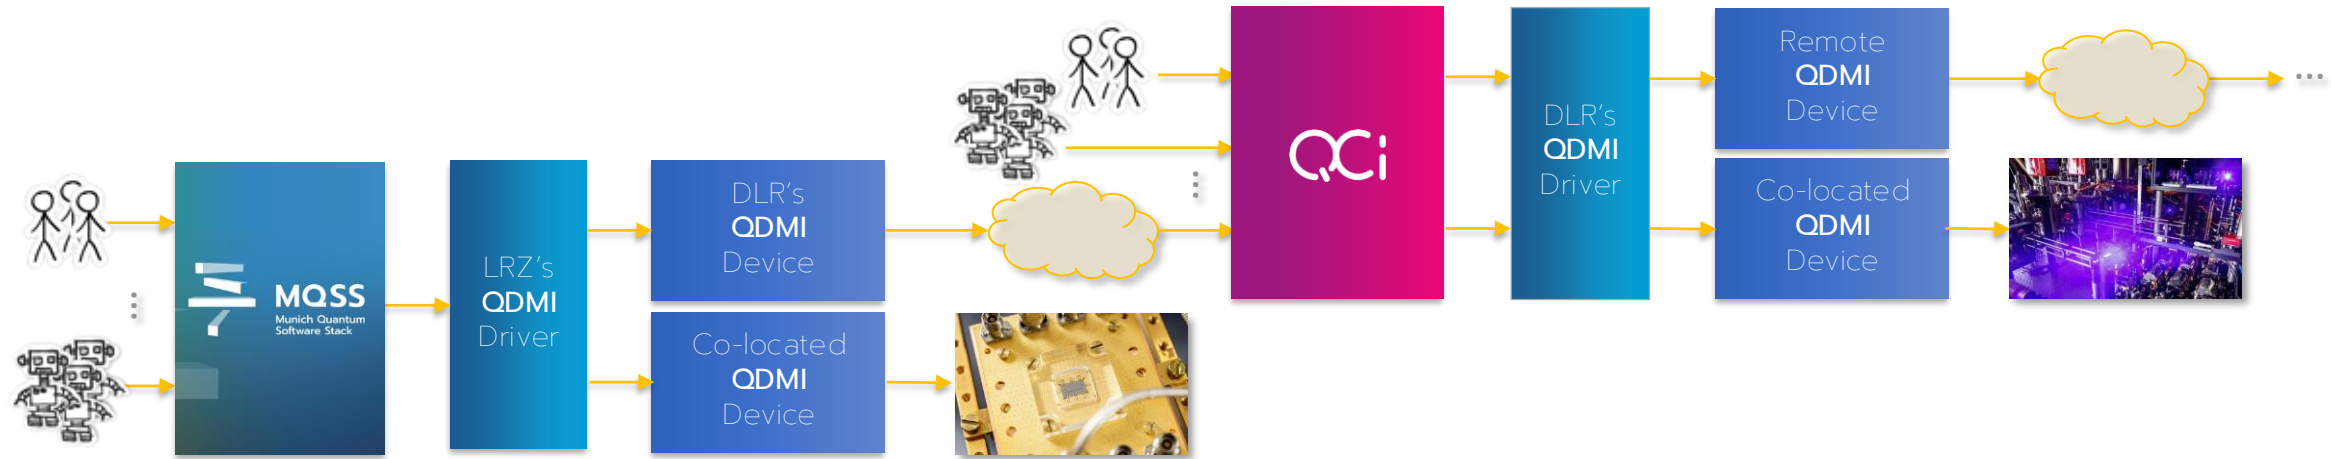 MQSS
Munich Quantum
Software Stack
LRZ's
QDMI
Driver
DLR's
QDMI
Device
Co-located
QDMI
Device
QCi
DLR's
QDMI
Driver
Remote
QDMI
Device
Co-located
QDMI
Device
...